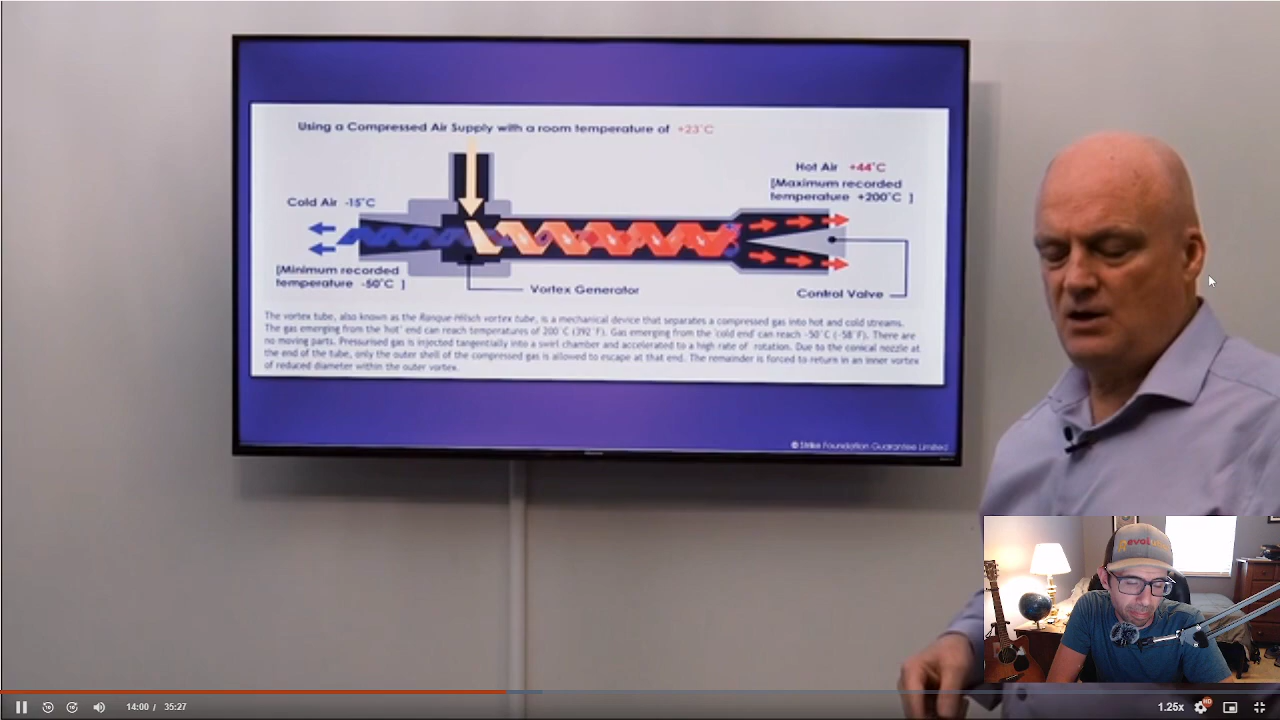 Using a Compressed Air Supply with a room temperature of +23°C
Hot Air +44°C
[Maximum recorded
temperature +200°C ]
Cold Air -15°C
[Minimum recorded
temperature -50°C ]
Vortex Generator
Control Valve
The vortex tube, also known as the Ranque-Hilsch vortex tube, is a mechanical device that separates a compressed gas into hot and cold streams.
The gas emerging from the 'hot' end can reach temperatures of 200°C (392°F). Gas emerging from the 'cold end' can reach -50°C (-58°F). There are
no moving parts. Pressurised gas is injected tangentially into a swirl chamber and accelerated to a high rate of rotation. Due to the conical nozzle at
the end of the tube, only the outer shell of the compressed gas is allowed to escape at that end. The remainder is forced to return in an inner vortex
of reduced diameter within the outer vortex.
© Strike Foundation Guarantee Limited
14:00 / 35:27
1.25x
HD